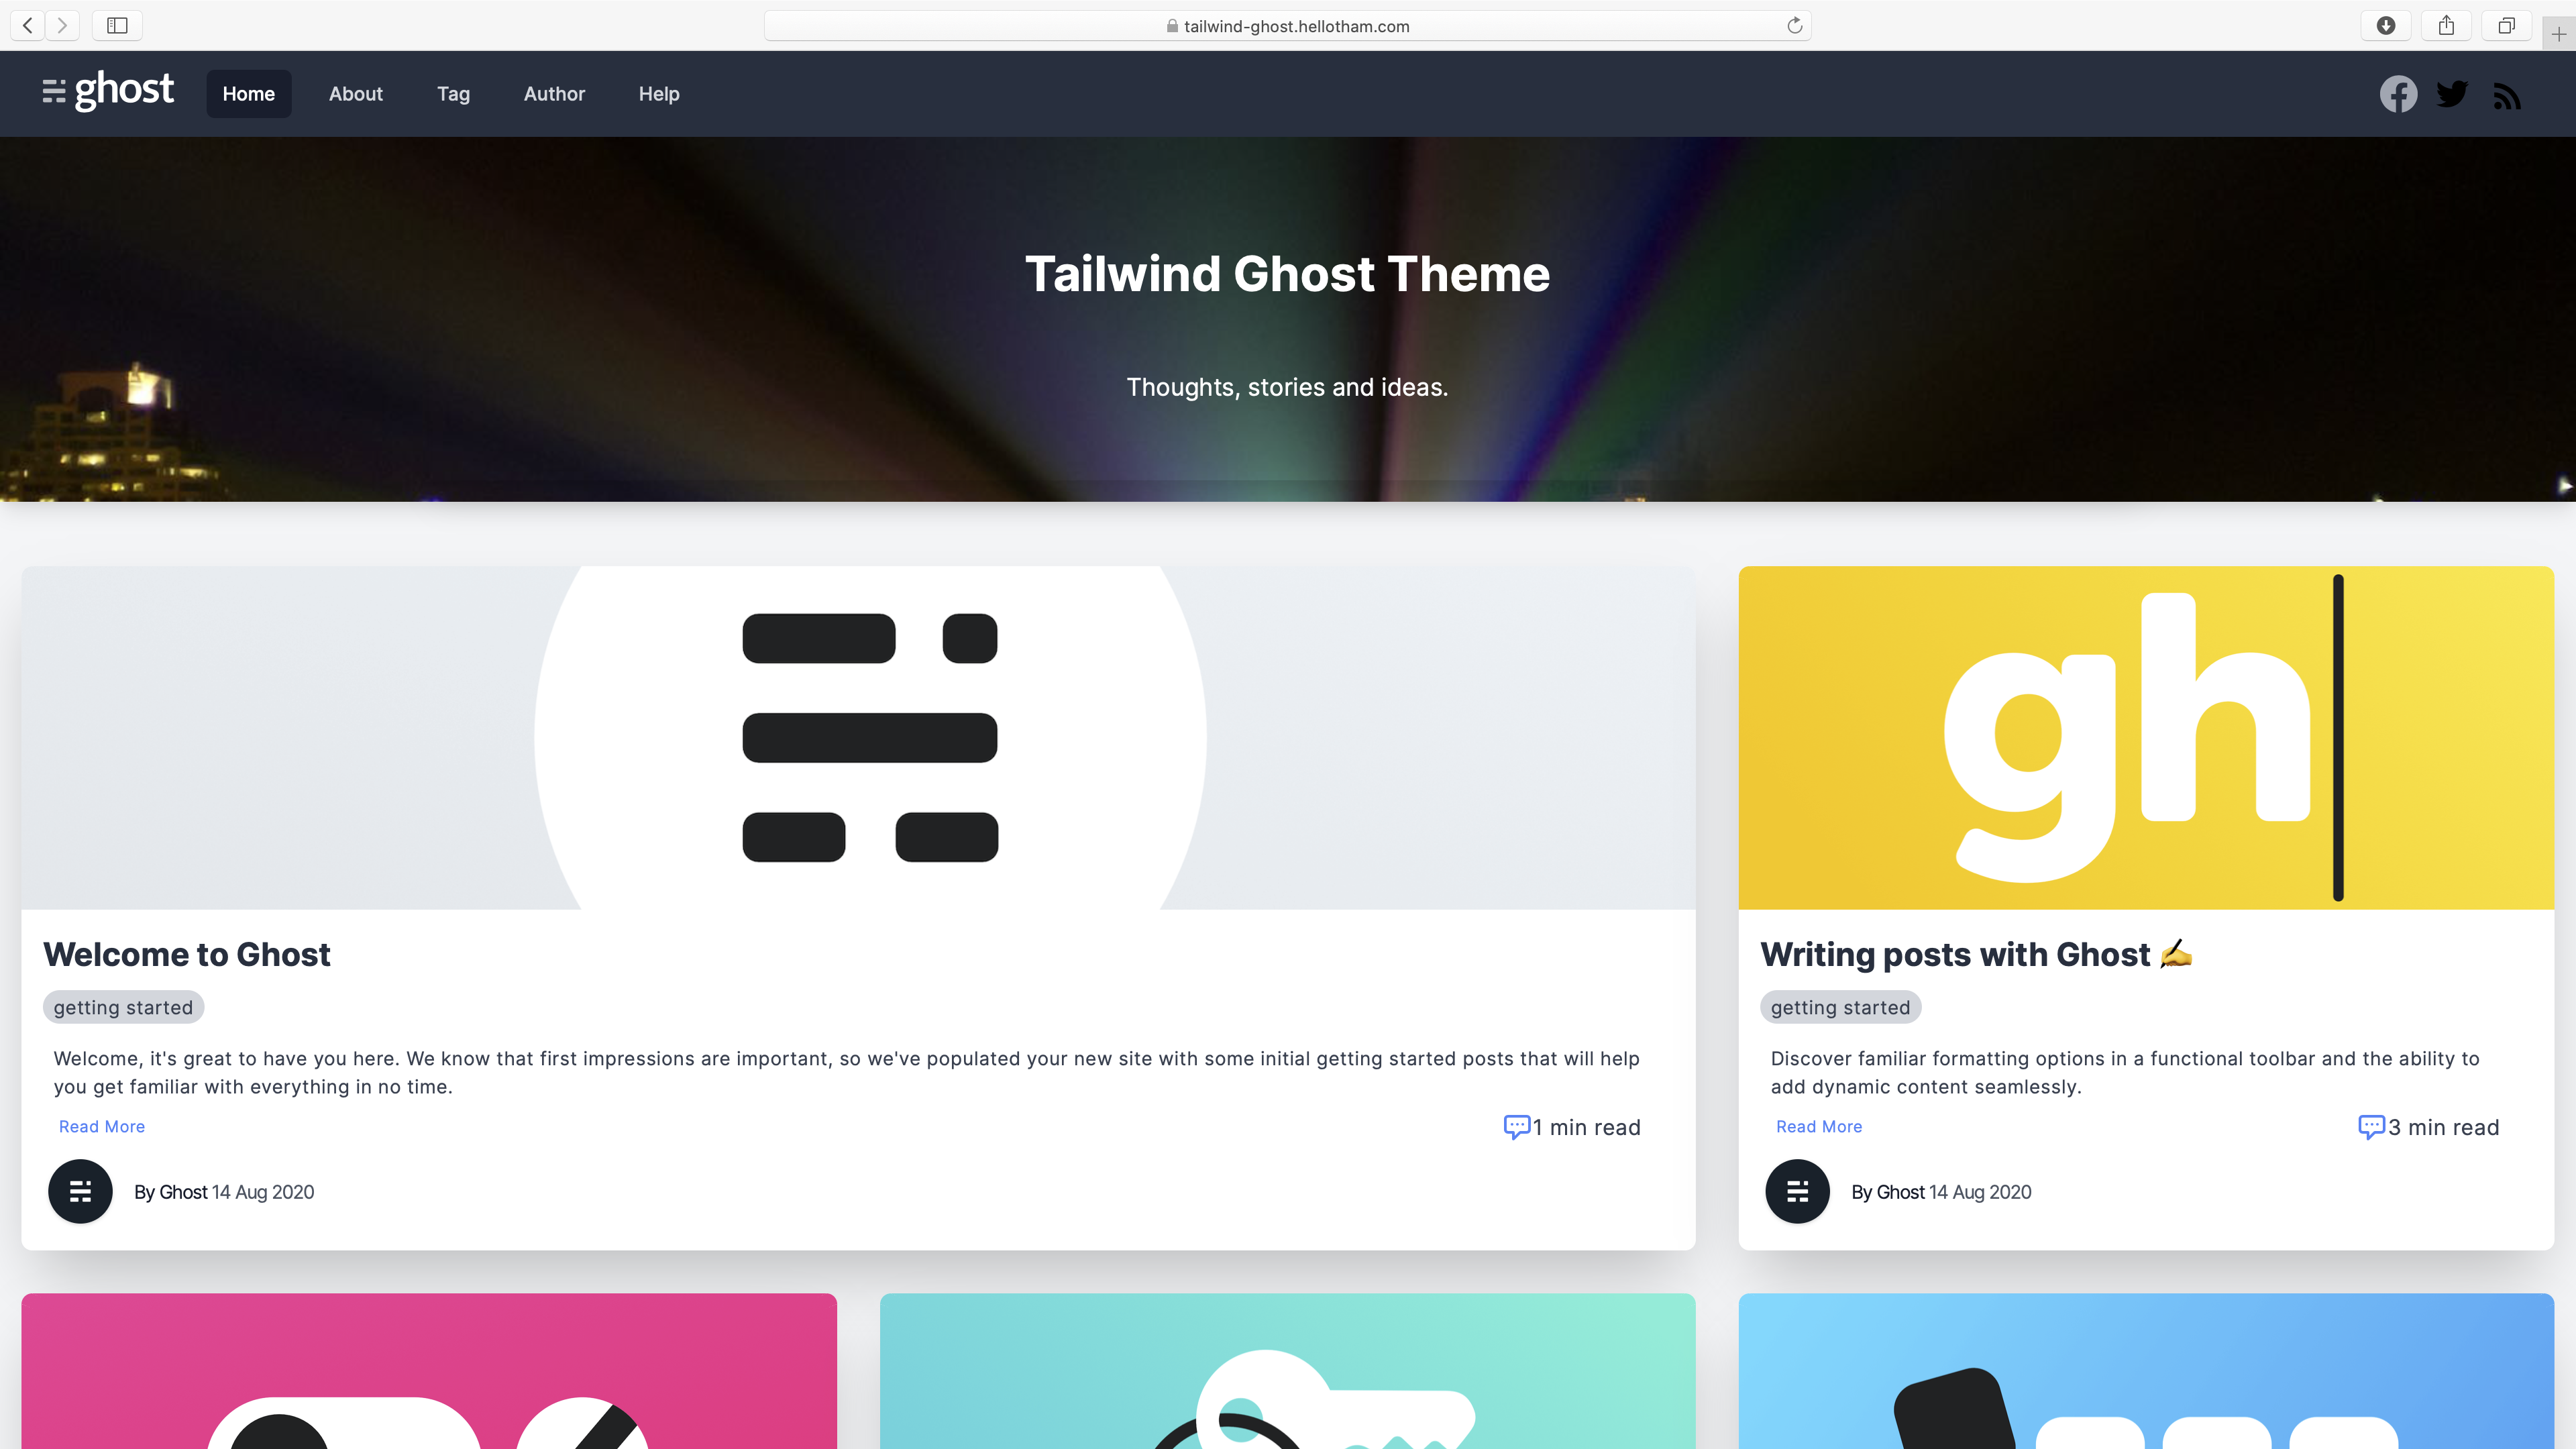 tailwind-ghost.hellotham.com
ghost Home About Tag Author Help
Tailwind Ghost Theme
Thoughts, stories and ideas.
gh
Welcome to Ghost
getting started
Welcome, it's great to have you here. We know that first impressions are important, so we've populated your new site with some initial getting started posts that will help
you get familiar with everything in no time.
Read More 1 min read
By Ghost 14 Aug 2020
Writing posts with Ghost ✍️
getting started
Discover familiar formatting options in a functional toolbar and the ability to
add dynamic content seamlessly.
Read More 3 min read
By Ghost 14 Aug 2020